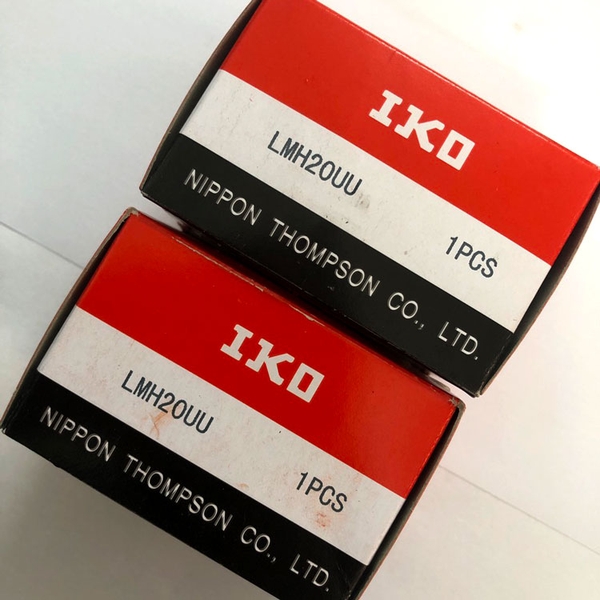 IKO
LMH20UU
1PCS
NIPPON THOMPSON CO., LTD.
IKO
LMH20UU
1PCS
NIPPON THOMPSON CO., LTD.